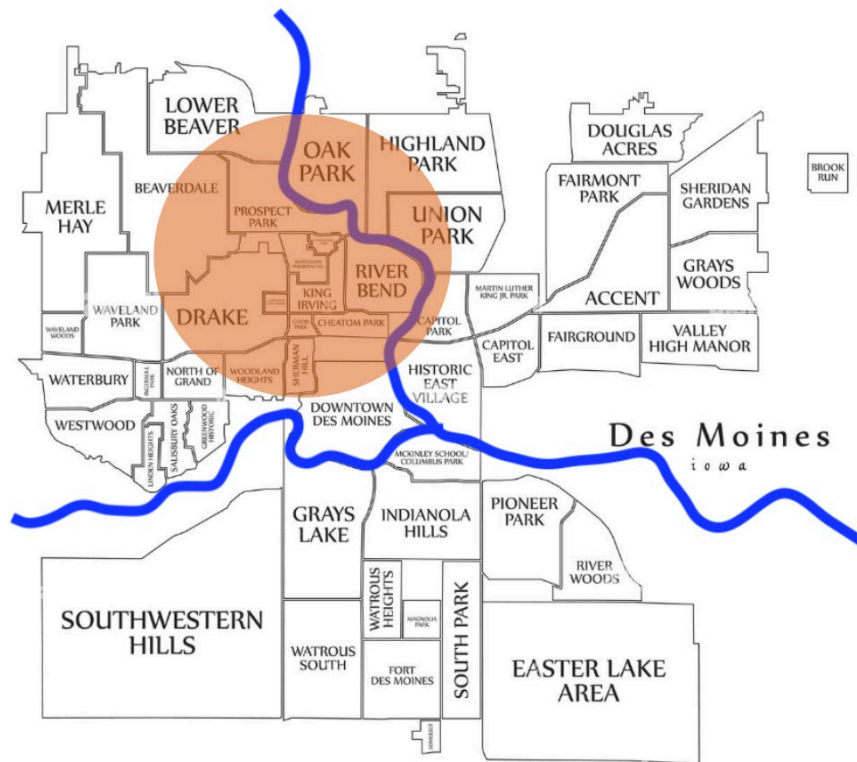 LOWER
BEAVER
OAK
PARK
HIGHLAND
PARK
DOUGLAS
ACRES
BROOK
RUN
MERLE
HAY
BEAVERDALE
PROSPECT
PARK
UNION
PARK
FAIRMONT
PARK
SHERIDAN
GARDENS
RIVER
BEND
KING
IRVING
DRAKE
WAVELAND
PARK
WAVELAND
WOODS
GOOD
PARK
CHEATOM PARK
CAPITOL
PARK
MARTIN LUTHER
KING JR. PARK
ACCENT
GRAYS
WOODS
CAPITOL
EAST
FAIRGROUND
VALLEY
HIGH MANOR
WATERBURY
INGERSOLL
PARK
NORTH OF
GRAND
WOODLAND
HEIGHTS
SHERMAN
HILL
HISTORIC
EAST
VILLAGE
WESTWOOD
LINDEN HEIGHTS
SALISBURY OAKS
GREENWOOD
HISTORIC
DOWNTOWN
DES MOINES
MCKINLEY SCHOOL/
COLUMBUS PARK
Des Moines
iowa
GRAYS
LAKE
INDIANOLA
HILLS
PIONEER
PARK
RIVER
WOODS
SOUTHWESTERN
HILLS
WATROUS
HEIGHTS
MAGNOLIA
PARK
SOUTH PARK
WATROUS
SOUTH
FORT
DES MOINES
EASTER LAKE
AREA
SOMERSET